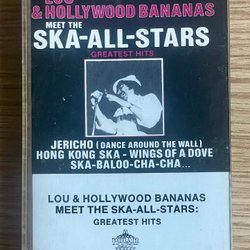 LOU
& HOLLYWOOD BANANAS
MEET THE
SKA-ALL-STARS
GREATEST HITS
JERICHO (DANCE AROUND THE WALL)
HONG KONG SKA - WINGS OF A DOVE
SKA-BALOO-CHA-CHA...
LOU & HOLLYWOOD BANANAS
MEET THE SKA-ALL-STARS:
GREATEST HITS